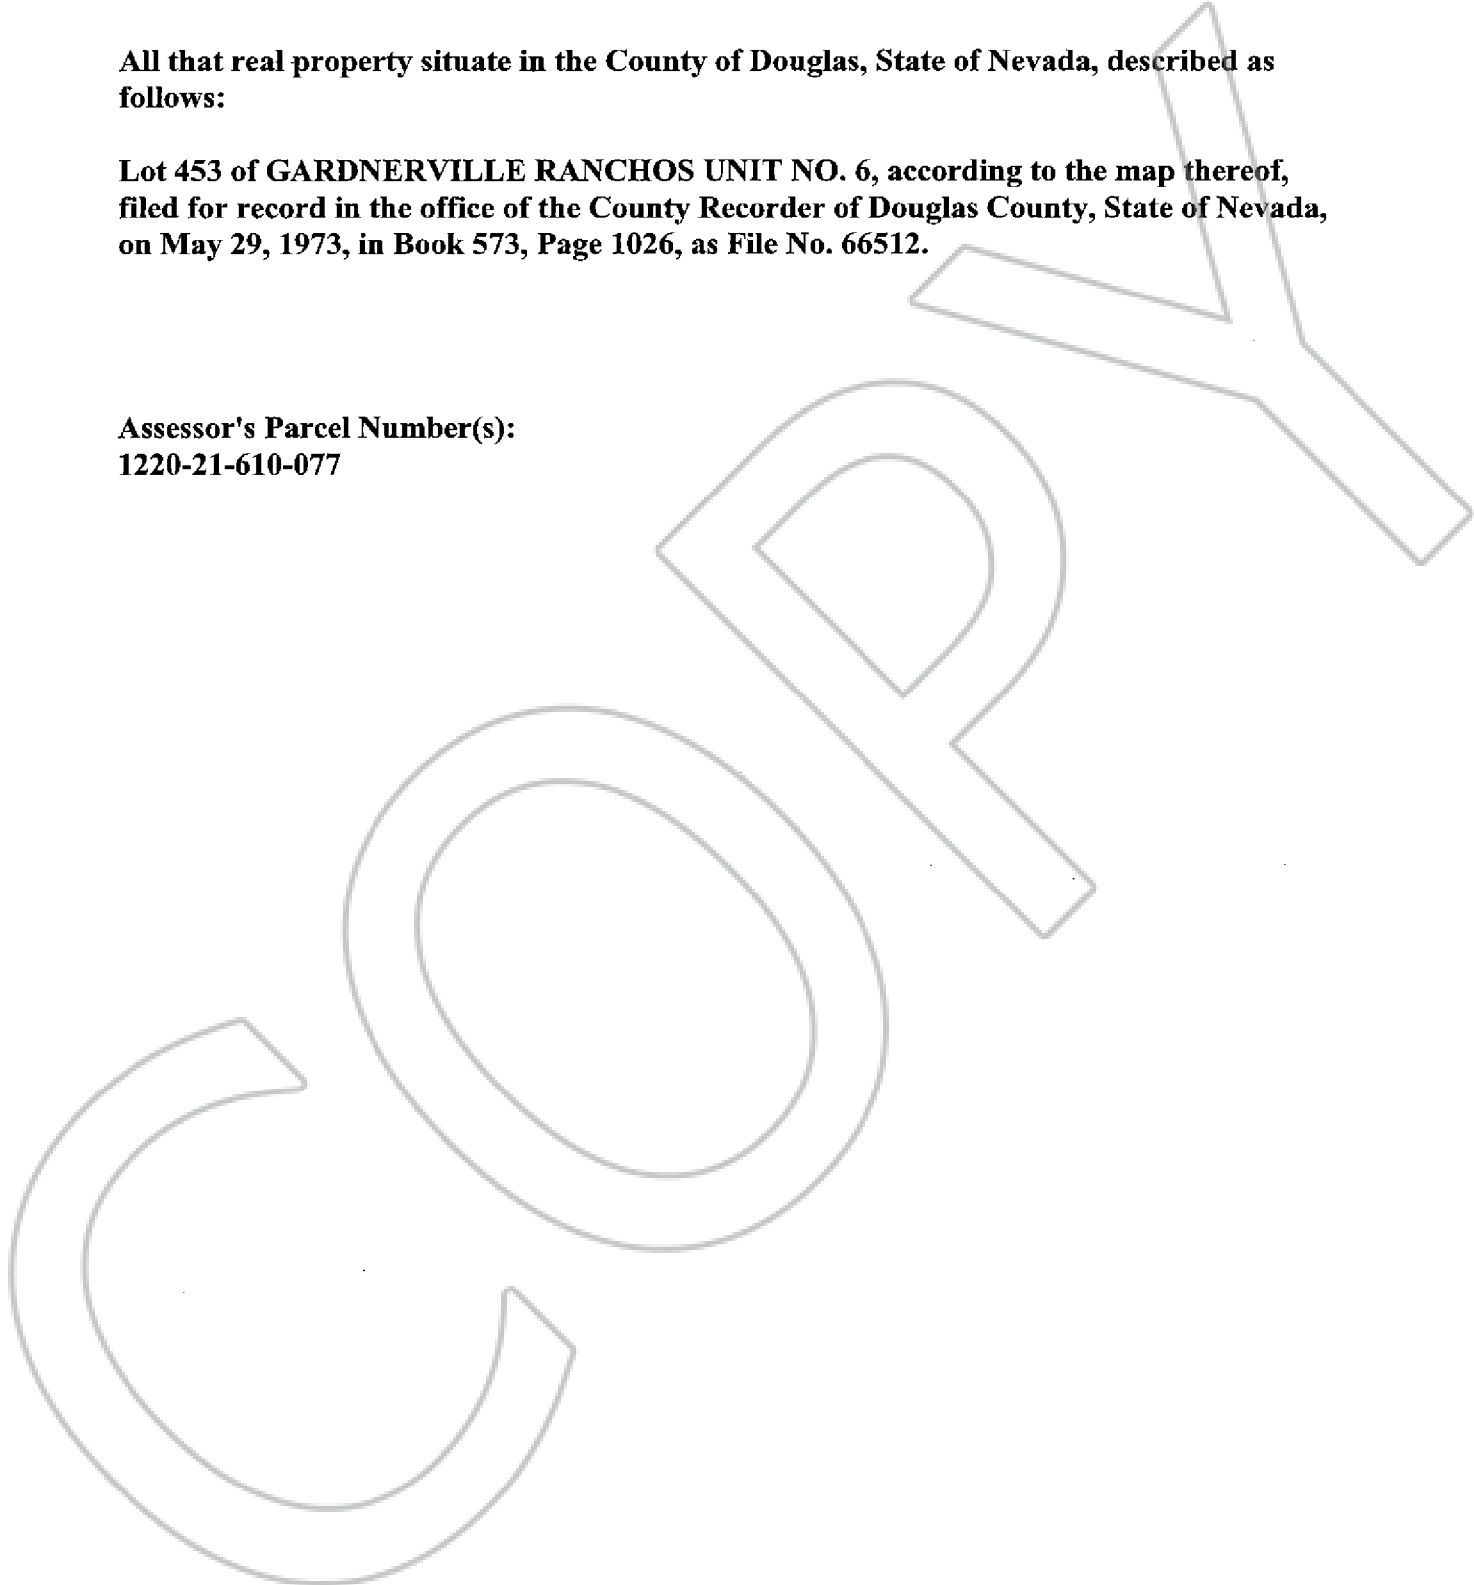 All that real property situate in the County of Douglas, State of Nevada, described as
follows:
Lot 453 of GARDNERVILLE RANCHOS UNIT NO. 6, according to the map thereof,
filed for record in the office of the County Recorder of Douglas County, State of Nevada,
on May 29, 1973, in Book 573, Page 1026, as File No. 66512.
Assessor's Parcel Number(s):
1220-21-610-077
COPY